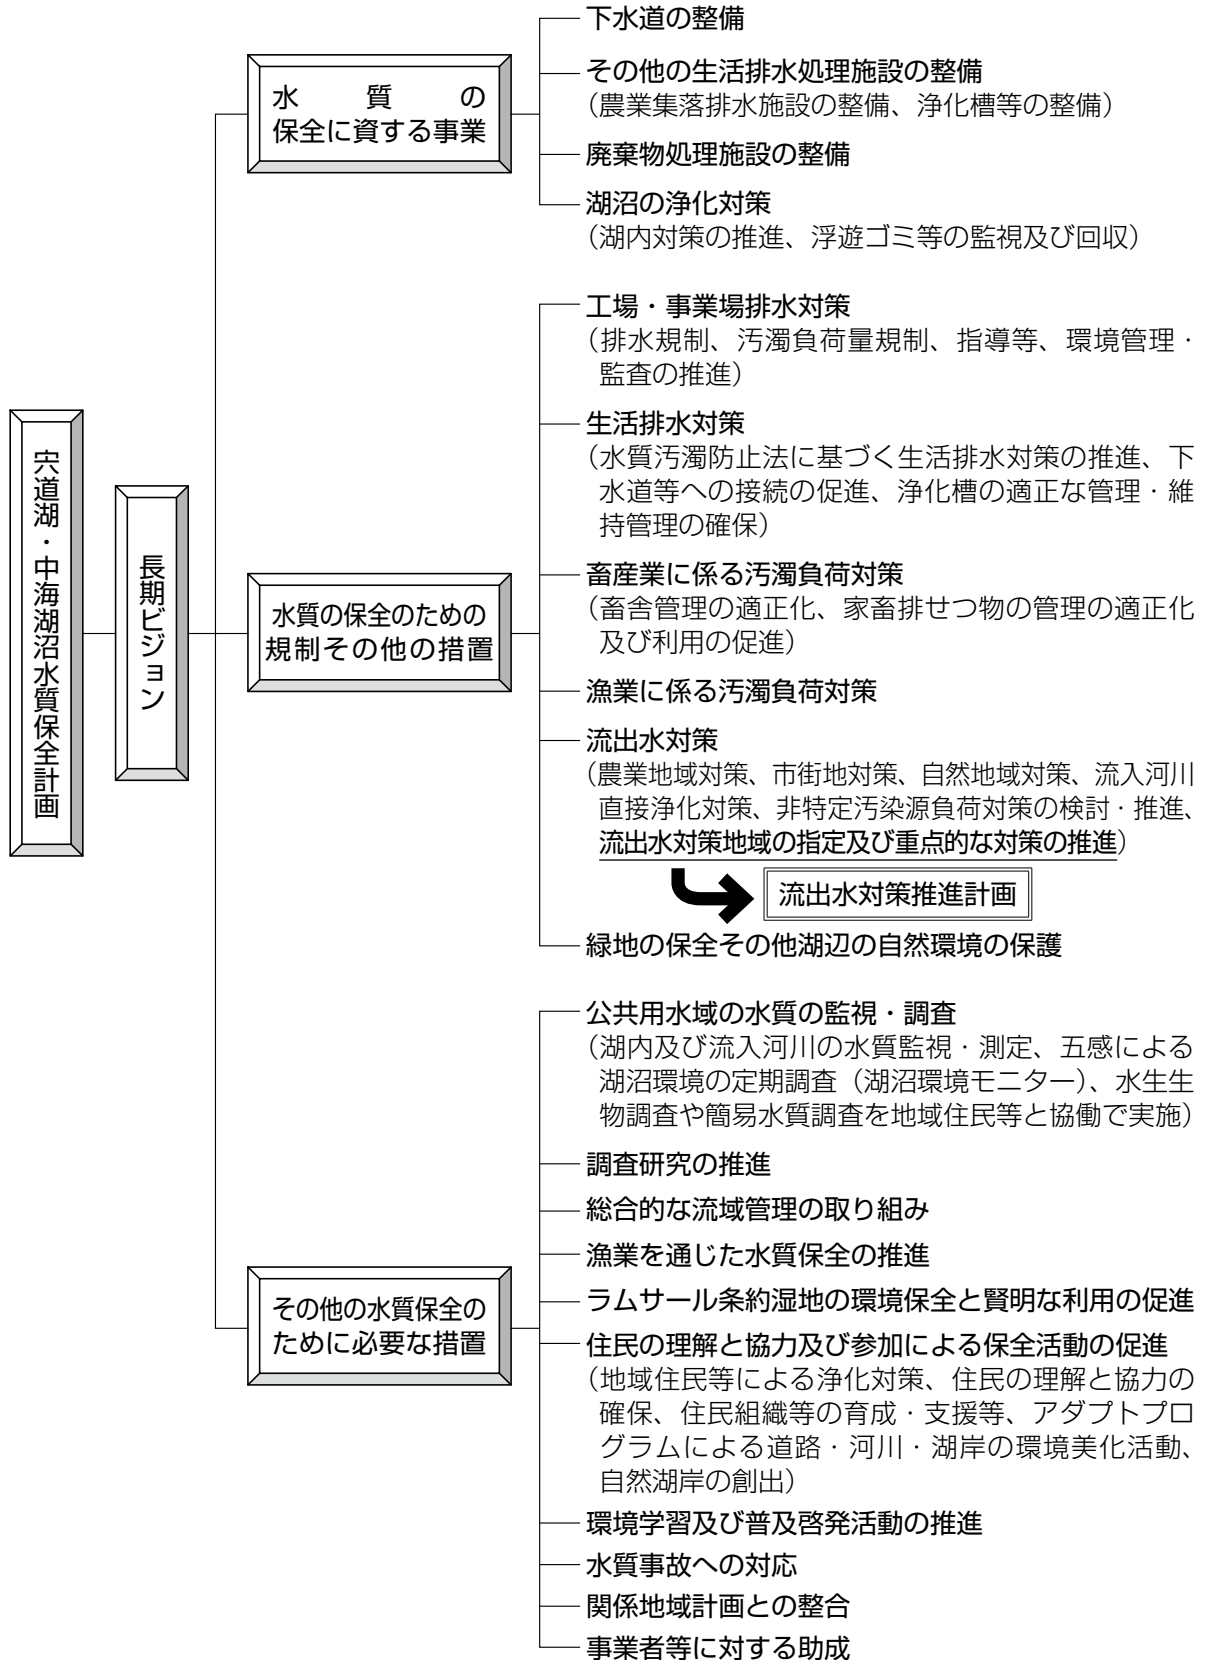 宍道湖・中海湖沼水質保全計画
長期ビジョン
水質の
保全に資する事業
下水道の整備
その他の生活排水処理施設の整備
（農業集落排水施設の整備、浄化槽等の整備）
廃棄物処理施設の整備
湖沼の浄化対策
（湖内対策の推進、浮遊ゴミ等の監視及び回収）
水質の保全のための
規制その他の措置
工場・事業場排水対策
（排水規制、汚濁負荷量規制、指導等、環境管理・
監査の推進）
生活排水対策
（水質汚濁防止法に基づく生活排水対策の推進、下
水道等への接続の促進、浄化槽の適正な管理・維
持管理の確保）
畜産業に係る汚濁負荷対策
（畜舎管理の適正化、家畜排せつ物の管理の適正化
及び利用の促進）
漁業に係る汚濁負荷対策
流出水対策
（農業地域対策、市街地対策、自然地域対策、流入河川
直接浄化対策、非特定汚染源負荷対策の検討・推進、
流出水対策地域の指定及び重点的な対策の推進）
流出水対策推進計画
緑地の保全その他湖辺の自然環境の保護
その他の水質保全の
ために必要な措置
公共用水域の水質の監視・調査
（湖内及び流入河川の水質監視・測定、五感による
湖沼環境の定期調査（湖沼環境モニター）、水生生
物調査や簡易水質調査を地域住民等と協働で実施）
調査研究の推進
総合的な流域管理の取り組み
漁業を通じた水質保全の推進
ラムサール条約湿地の環境保全と賢明な利用の促進
住民の理解と協力及び参加による保全活動の促進
（地域住民等による浄化対策、住民の理解と協力の
確保、住民組織等の育成・支援等、アダプトプロ
グラムによる道路・河川・湖岸の環境美化活動、
自然湖岸の創出）
環境学習及び普及啓発活動の推進
水質事故への対応
関係地域計画との整合
事業者等に対する助成